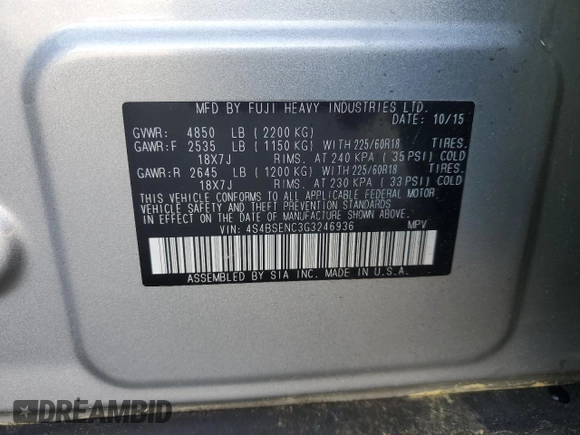 MFD BY FUJI HEAVY INDUSTRIES LTD.
DATE: 10/15
GVWR: 4850 LB (2200 KG)
GAWR:F 2535 LB (1150 KG) WITH 225/60R18 TIRES.
18X7J RIMS. AT 240 KPA (35 PSI) COLD
GAWR:R 2645 LB (1200 KG) WITH 225/60R18 TIRES.
18X7J RIMS. AT 230 KPA (33 PSI) COLD
THIS VEHICLE CONFORMS TO ALL APPLICABLE FEDERAL MOTOR
VEHICLE SAFETY AND THEFT PREVENTION STANDARDS
IN EFFECT ON THE DATE OF MANUFACTURE SHOWN ABOVE.
VIN: 4S4BSENC3G3246936 MPV
ASSEMBLED BY SIA INC. MADE IN U.S.A.
DREAMBID